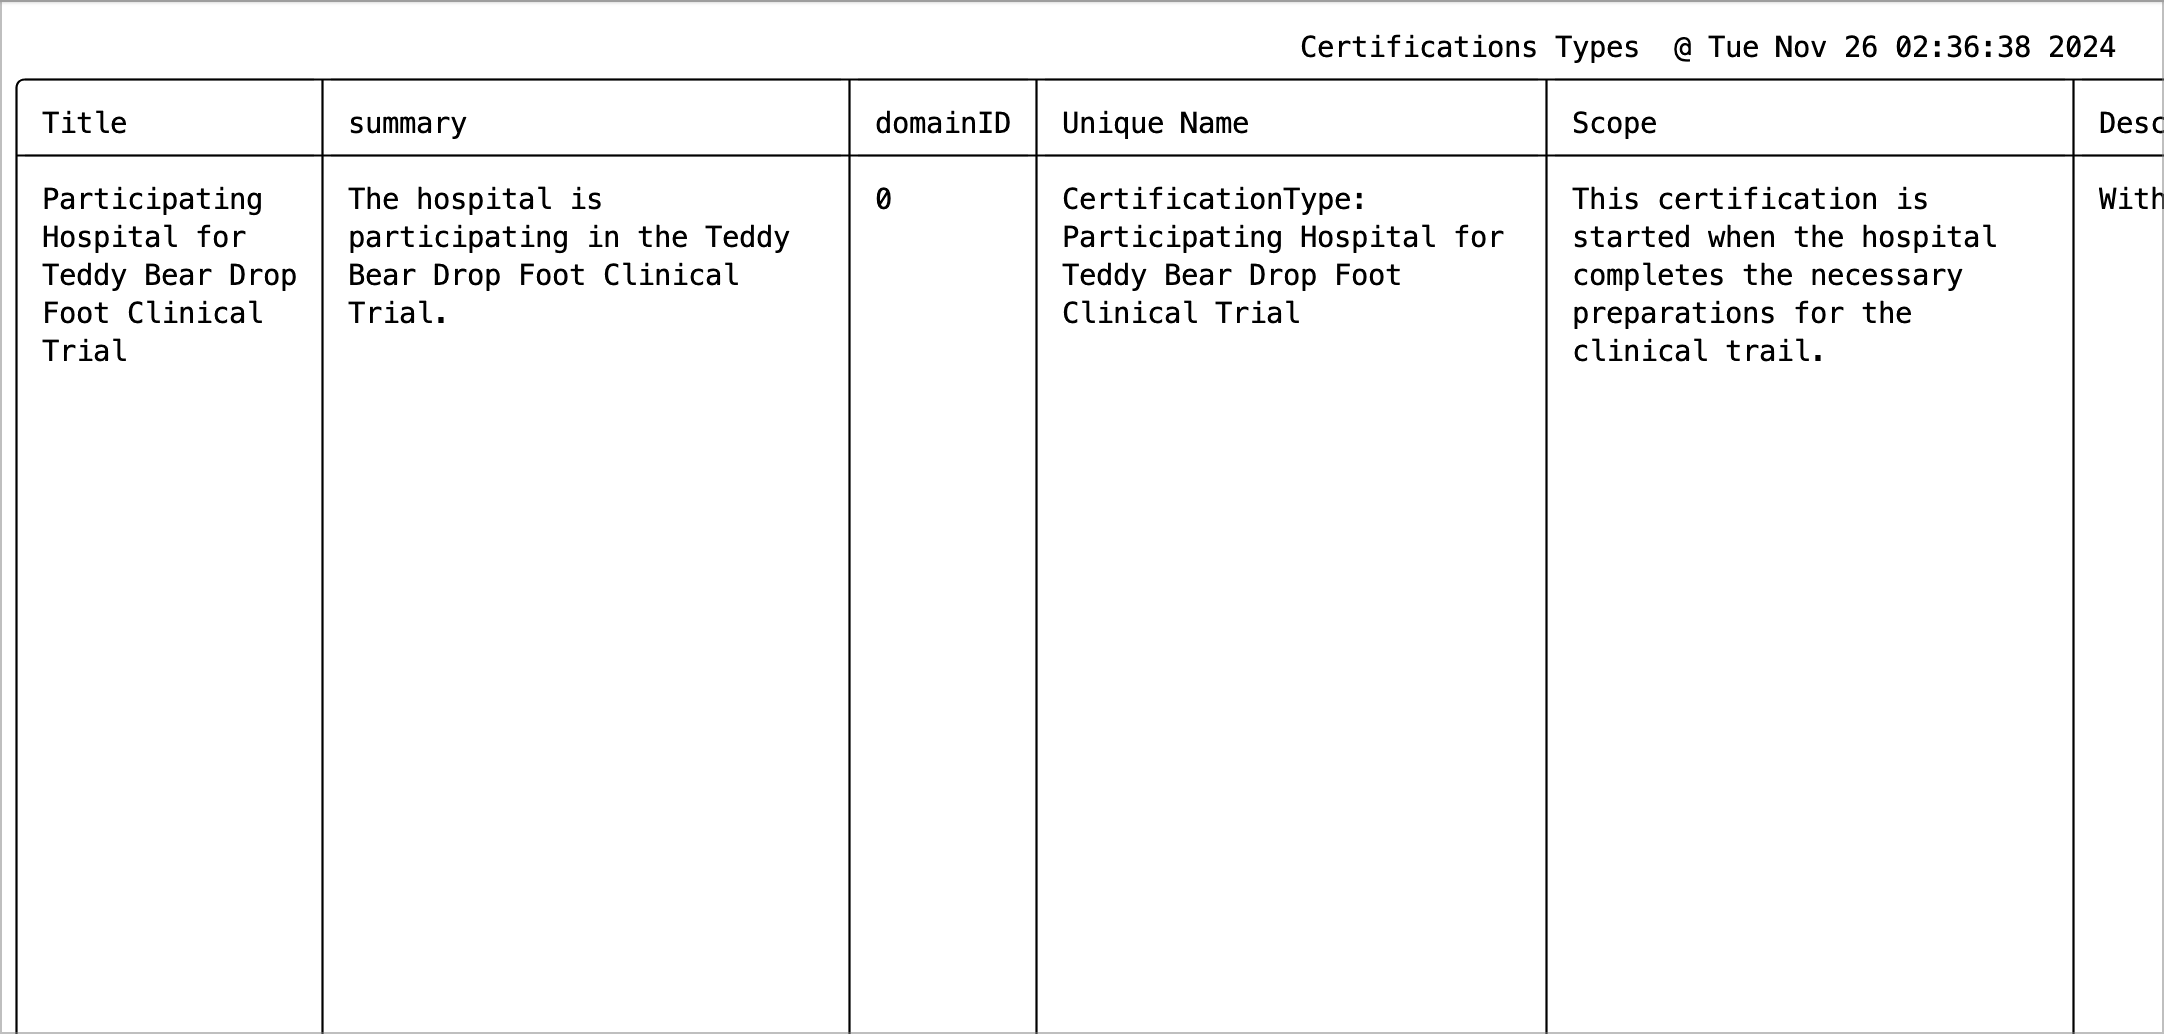 Certifications Types  @ Tue Nov 26 02:36:38 2024
Title summary domainID Unique Name Scope Desc
Participating
Hospital for
Teddy Bear Drop
Foot Clinical
Trial
The hospital is
participating in the Teddy
Bear Drop Foot Clinical
Trial.
0
CertificationType:
Participating Hospital for
Teddy Bear Drop Foot
Clinical Trial
This certification is
started when the hospital
completes the necessary
preparations for the
clinical trail.
With